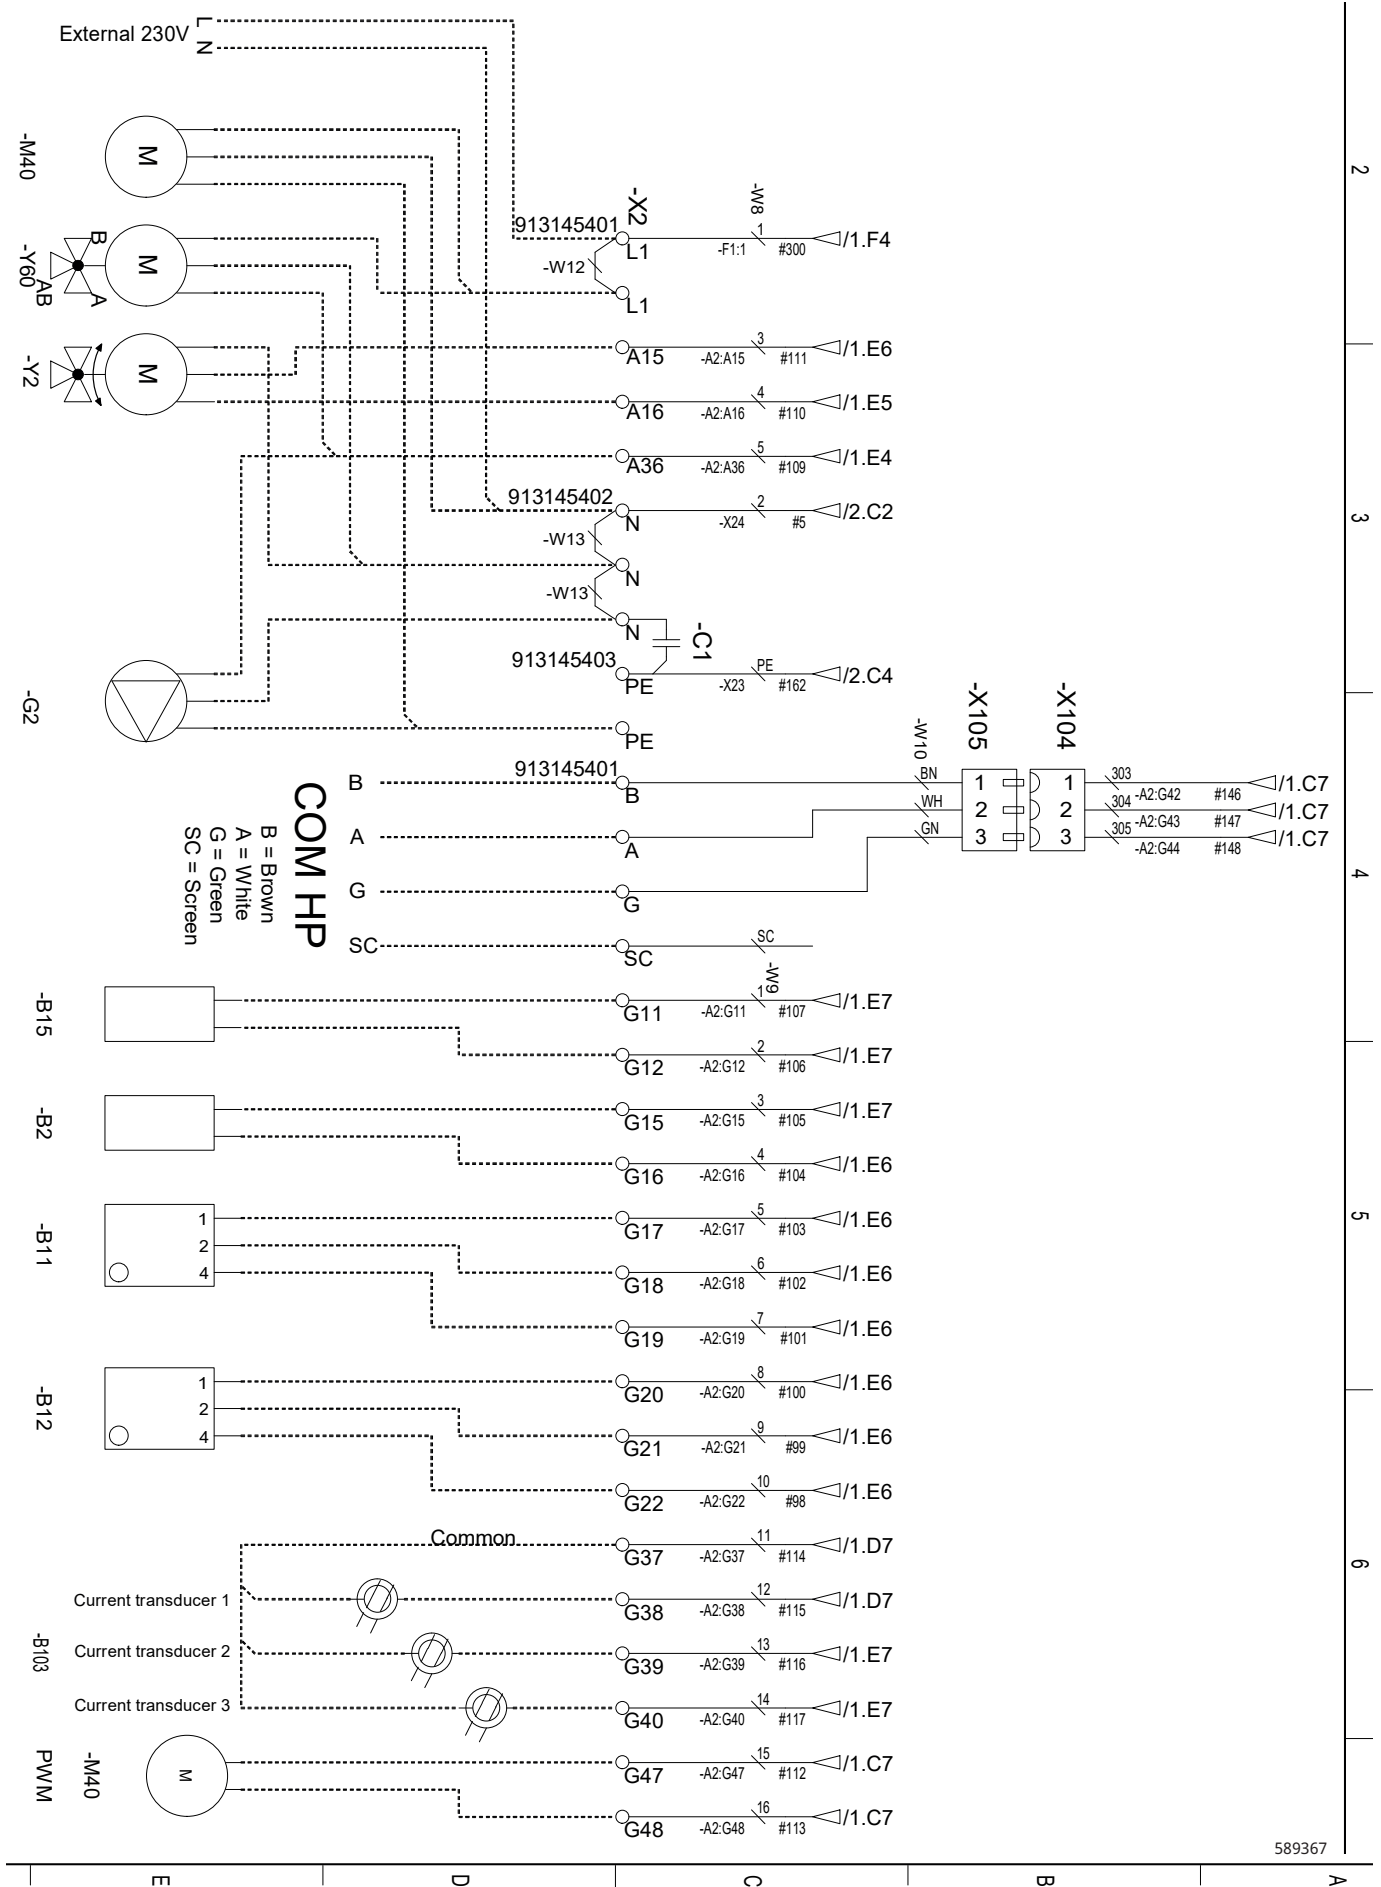 External 230V
L
N
2
-M40
M
-X2
-W8
913145401
1
/1.F4
L1
-F1:1
#300
B
-Y60
M
-W12
AB
A
L1
3
/1.E6
A15
-A2:A15
#111
-Y2
M
4
/1.E5
A16
-A2:A16
#110
5
/1.E4
A36
-A2:A36
#109
913145402
2
/2.C2
N
-X24
#5
3
-W13
N
-W13
N
-C1
913145403
PE
/2.C4
PE
-X23
#162
-G2
-X105
-X104
-W10
PE
913145401
B
B
BN
1
1
303
/1.C7
-A2:G42
#146
WH
2
2
304
/1.C7
-A2:G43
#147
A
A
GN
3
3
305
/1.C7
-A2:G44
#148
COM HP
B = Brown
A = White
G = Green
SC = Screen
4
G
G
SC
SC
SC
-W9
-B15
1
/1.E7
G11
-A2:G11
#107
2
/1.E7
G12
-A2:G12
#106
-B2
3
/1.E7
G15
-A2:G15
#105
4
/1.E6
G16
-A2:G16
#104
-B11
1
5
/1.E6
G17
-A2:G17
#103
5
2
4
6
/1.E6
G18
-A2:G18
#102
7
/1.E6
G19
-A2:G19
#101
-B12
1
8
/1.E6
G20
-A2:G20
#100
2
4
9
/1.E6
G21
-A2:G21
#99
10
/1.E6
G22
-A2:G22
#98
Common
11
/1.D7
G37
-A2:G37
#114
6
Current transducer 1
12
/1.D7
G38
-A2:G38
#115
-B103
Current transducer 2
13
/1.E7
G39
-A2:G39
#116
Current transducer 3
14
/1.E7
G40
-A2:G40
#117
PWM
-M40
M
15
/1.C7
G47
-A2:G47
#112
16
/1.C7
G48
-A2:G48
#113
589367
E
D
C
B
A